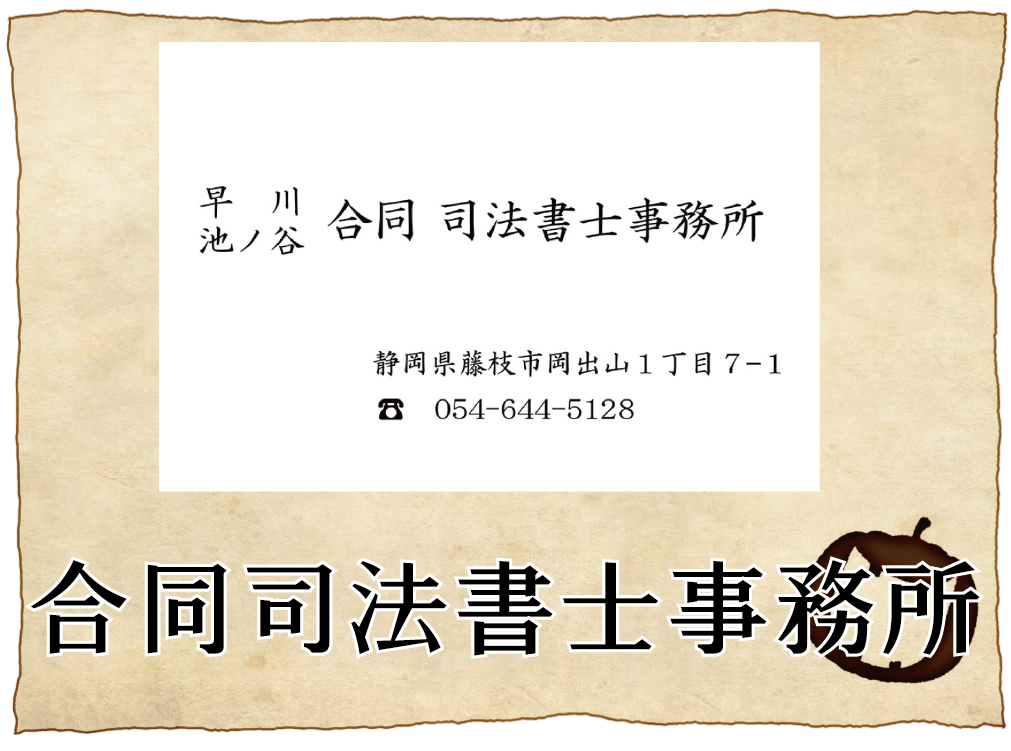 早　川
池ノ谷 合同 司法書士事務所
静岡県藤枝市岡出山１丁目７−１
☎　054-644-5128
合同司法書士事務所